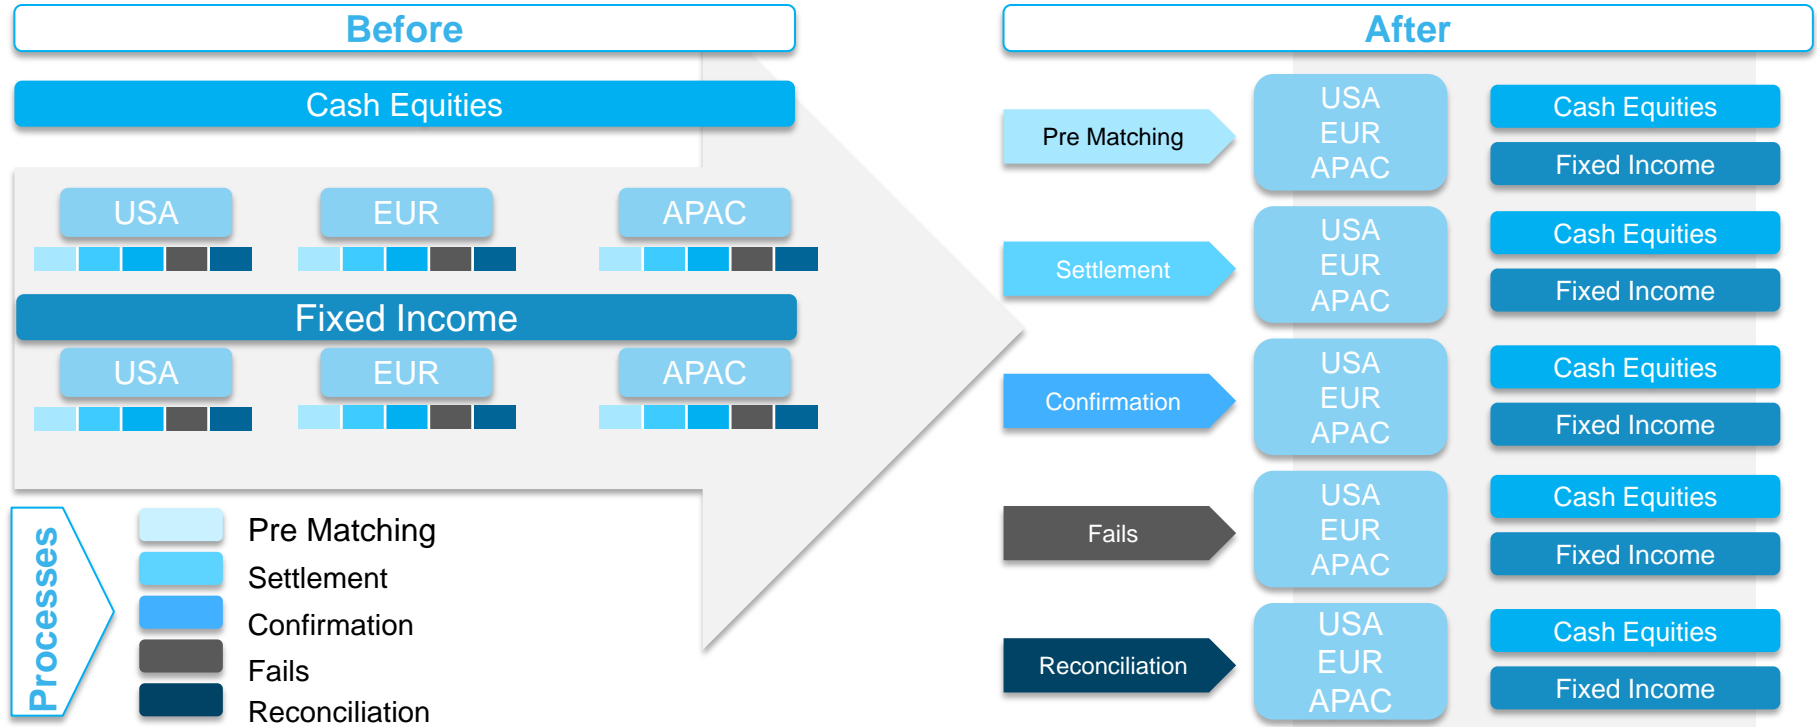 Before
Cash Equities
USA
EUR
APAC
Fixed Income
USA
EUR
APAC
Processes
Pre Matching
Settlement
Confirmation
Fails
Reconciliation
After
Pre Matching
USA
EUR
APAC
Cash Equities
Fixed Income
Settlement
USA
EUR
APAC
Cash Equities
Fixed Income
Confirmation
USA
EUR
APAC
Cash Equities
Fixed Income
Fails
USA
EUR
APAC
Cash Equities
Fixed Income
Reconciliation
USA
EUR
APAC
Cash Equities
Fixed Income